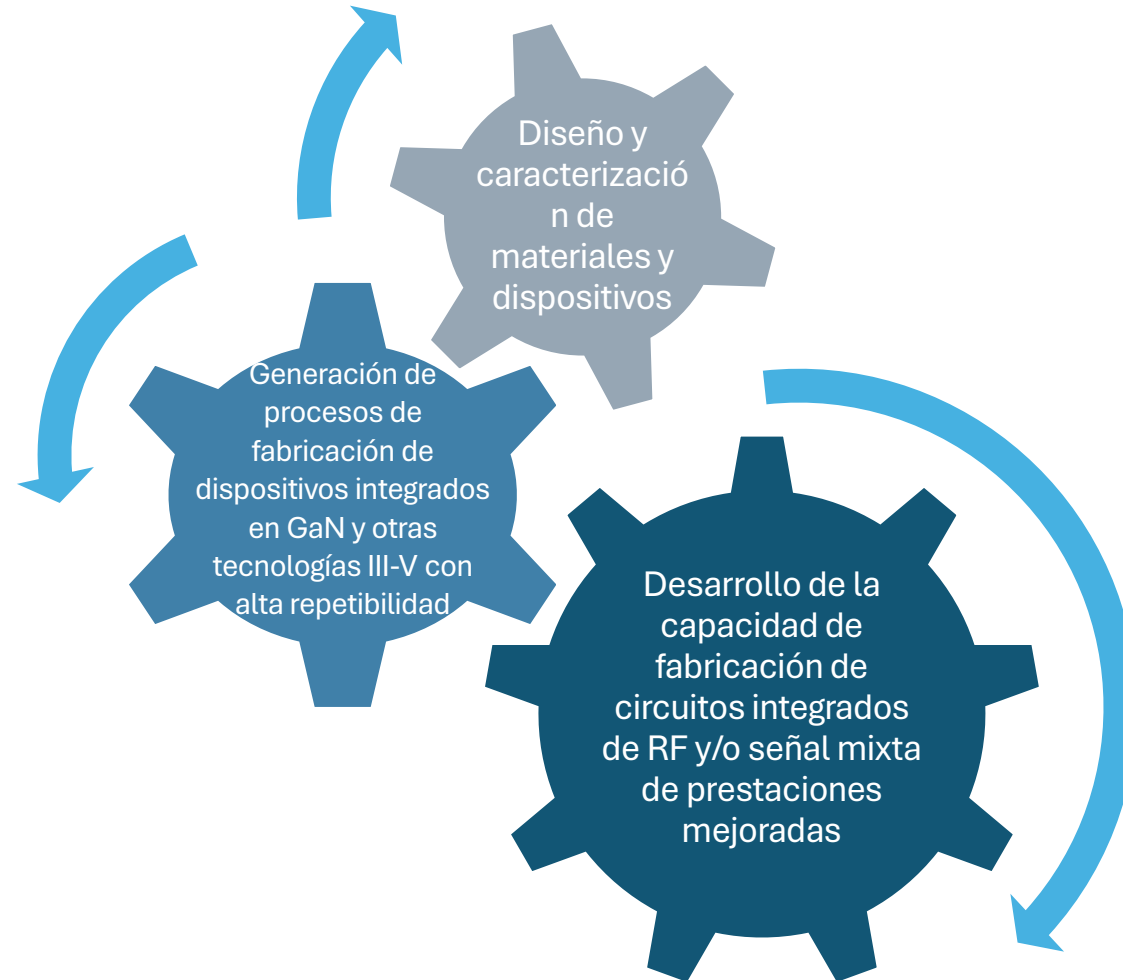 Diseño y
caracterizació
n de
materiales y
dispositivos
Generación de
procesos de
fabricación de
dispositivos integrados
en GaN y otras
tecnologías III-V con
alta repetibilidad
Desarrollo de la
capacidad de
fabricación de
circuitos integrados
de RF y/o señal mixta
de prestaciones
mejoradas